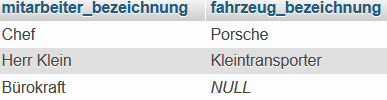 mitarbeiter_bezeichnung fahrzeug_bezeichnung
Chef Porsche
Herr Klein Kleintransporter
Bürokraft NULL